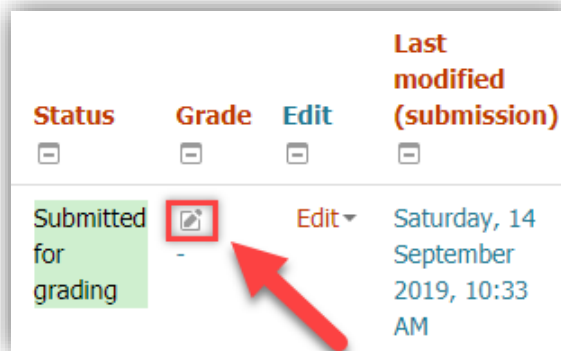 Last
modified
Status Grade Edit (submission)
Submitted Edit Saturday, 14
for - September
grading 2019, 10:33
AM